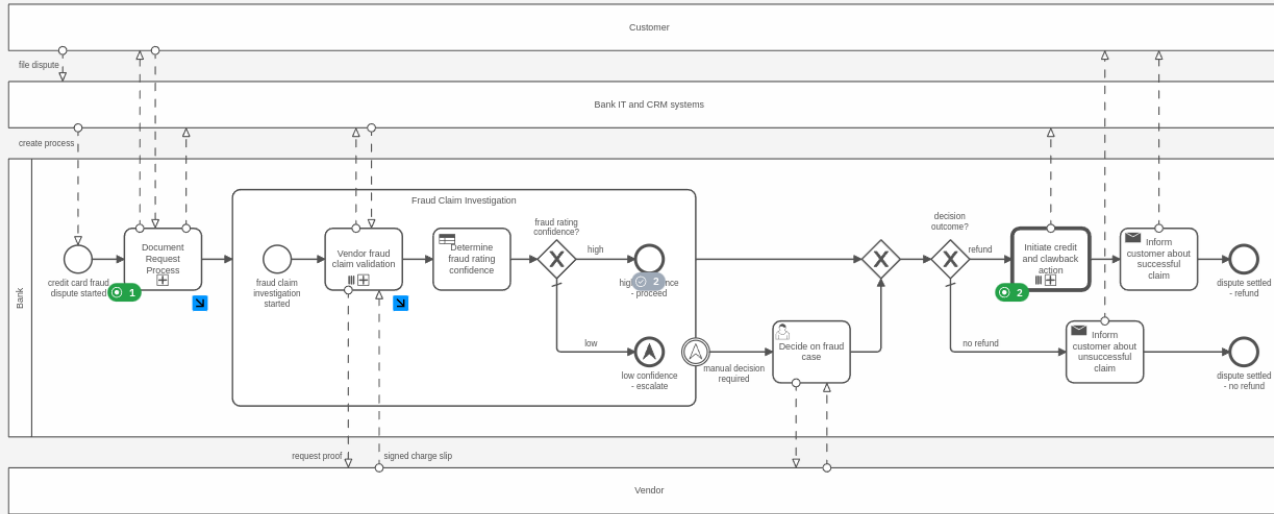 Customer
file dispute
Bank IT and CRM systems
create process
Bank
credit card fraud
dispute started
Document
Request
Process
1
Fraud Claim Investigation
fraud claim
investigation
started
Vendor fraud
claim validation
Determine
fraud rating
confidence
fraud rating
confidence?
high
2
- proceed
low
low confidence
- escalate
manual decision
required
Decide on fraud
case
decision
outcome?
refund
no refund
Initiate credit
and clawback
action
2
Inform
customer about
successful
claim
dispute settled
- refund
Inform
customer about
unsuccessful
claim
dispute settled
- no refund
request proof
signed charge slip
Vendor